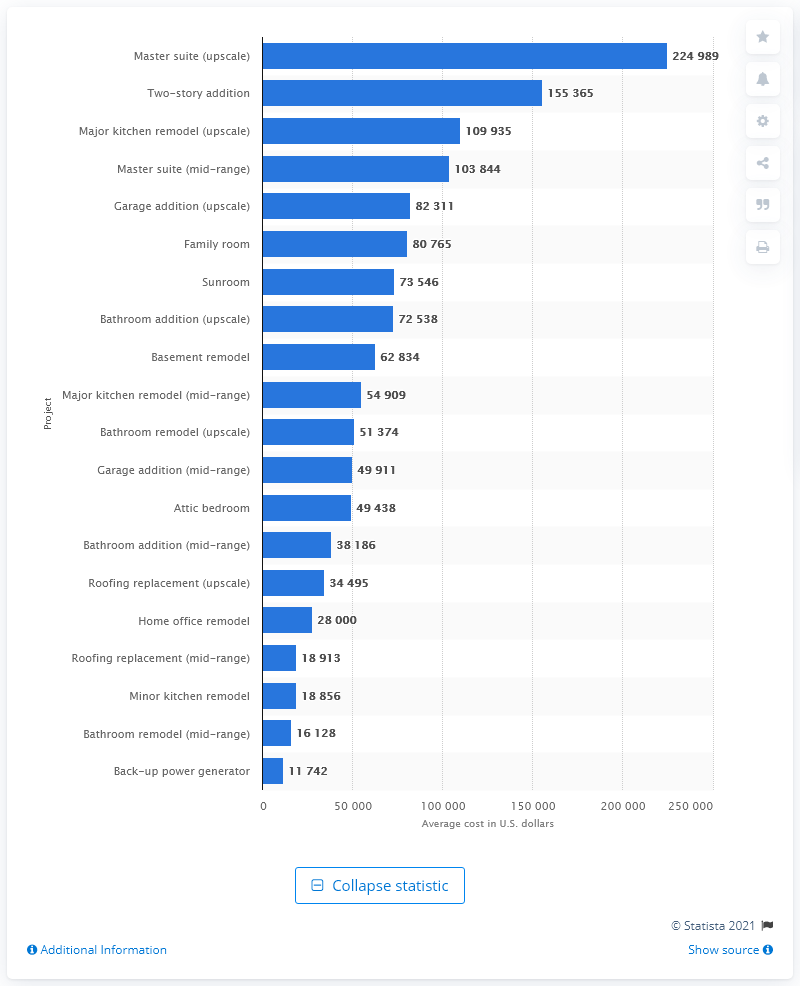 Master suite (upscale) 224 989
Two-story addition 155 365
Major kitchen remodel (upscale) 109 935
Master suite (mid-range) 103 844
Garage addition (upscale) 82 311
Family room 80 765
Sunroom 73 546
Bathroom addition (upscale) 72 538
Basement remodel 62 834
Major kitchen remodel (mid-range) 54 909
Bathroom remodel (upscale) 51 374
Garage addition (mid-range) 49 911
Attic bedroom 49 438
Bathroom addition (mid-range) 38 186
Roofing replacement (upscale) 34 495
Home office remodel 28 000
Roofing replacement (mid-range) 18 913
Minor kitchen remodel 18 856
Bathroom remodel (mid-range) 16 128
Back-up power generator 11 742
Project
0 50 000 100 000 150 000 200 000 250 000
Average cost in U.S. dollars
Collapse statistic
© Statista 2021
Additional Information Show source